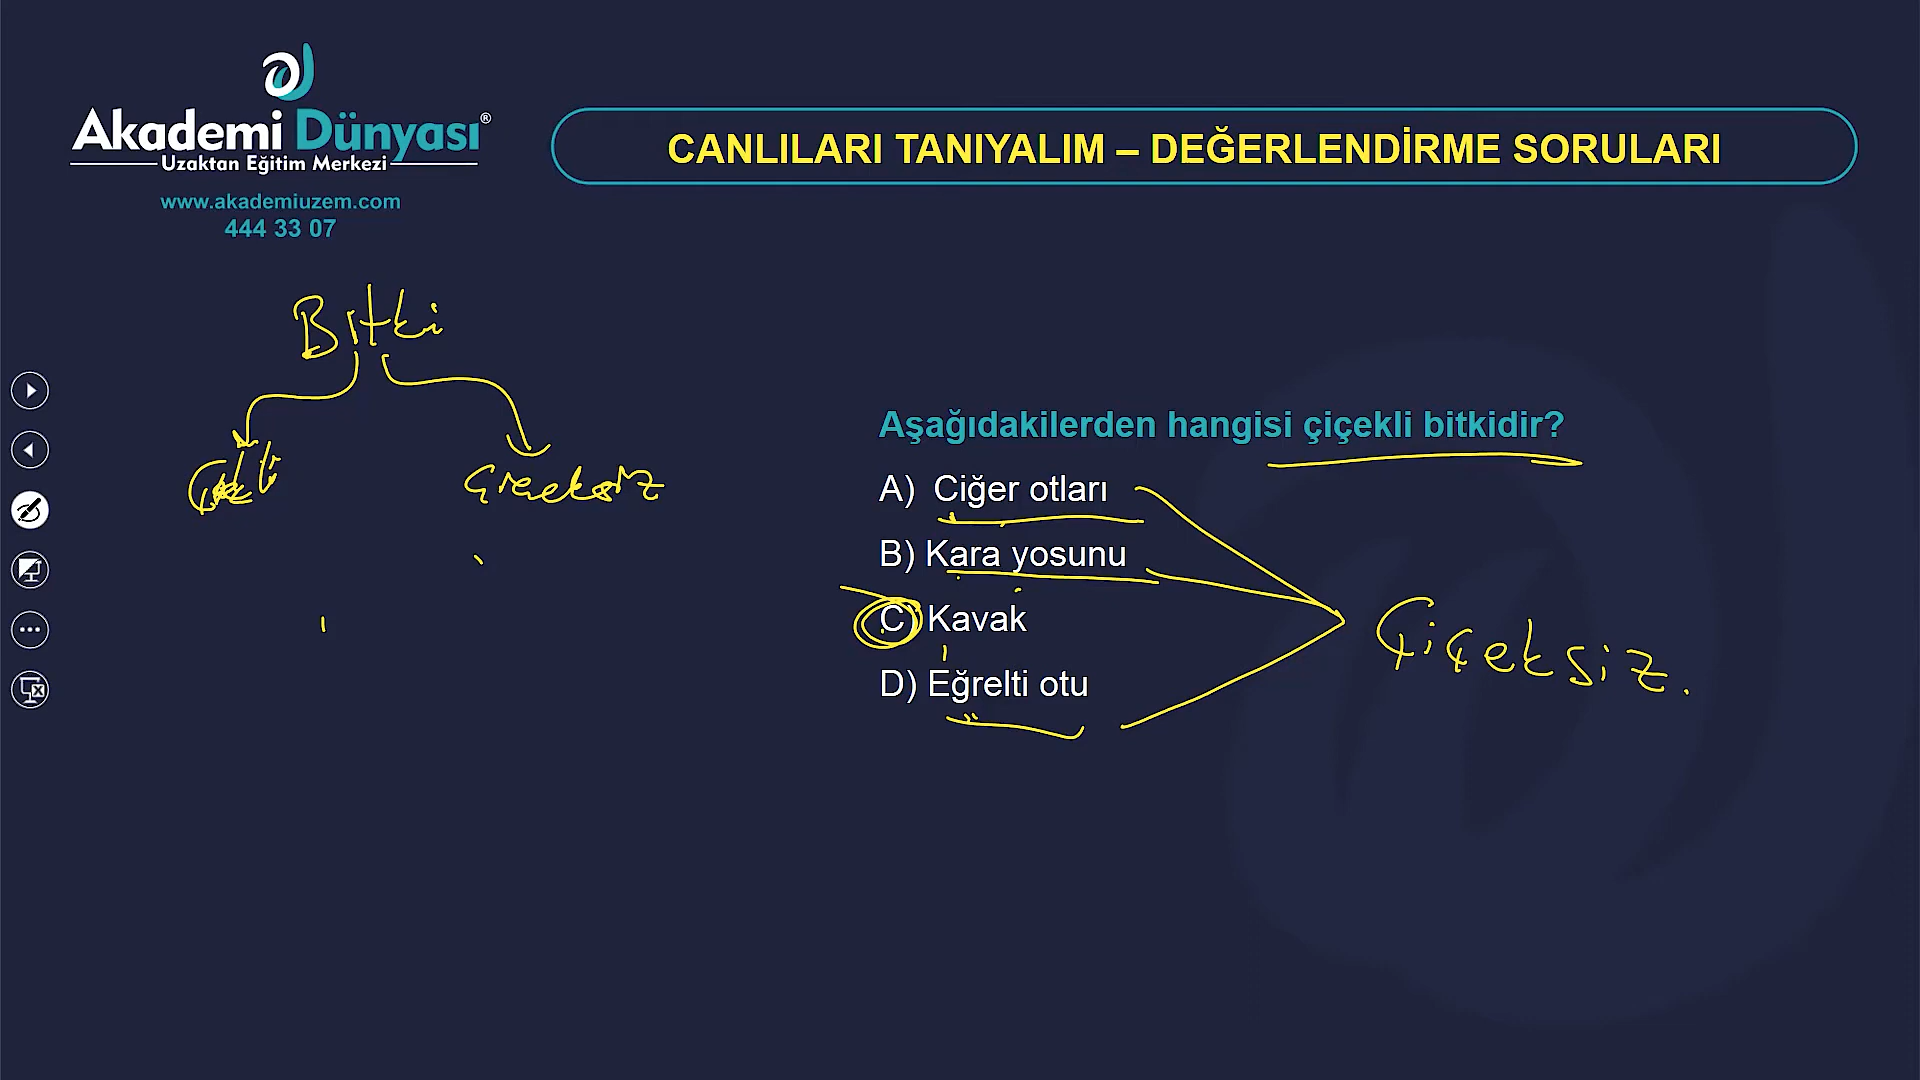 Akademi Dünyası®
Uzaktan Eğitim Merkezi
www.akademiuzem.com
444 33 07
CANLILARI TANIYALIM – DEĞERLENDİRME SORULARI
Bitki
Çiçeksiz
Aşağıdakilerden hangisi çiçekli bitkidir?
A) Ciğer otları
B) Kara yosunu
C) Kavak
D) Eğrelti otu
Çiçeksiz.